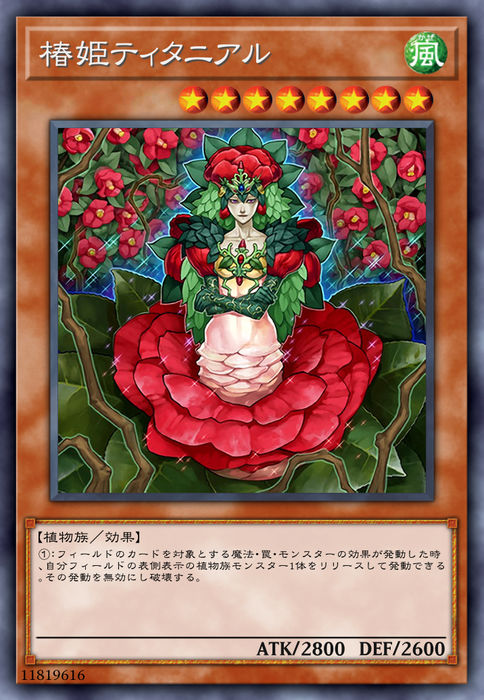 椿姫ティタニアル
かぜ
風
【植物族／効果】
①：フィールドのカードを対象とする魔法・罠・モンスターの効果が発動した時
、自分フィールドの表側表示の植物族モンスター1体をリリースして発動できる
。その発動を無効にし破壊する。
ATK/2800 DEF/2600
11819616